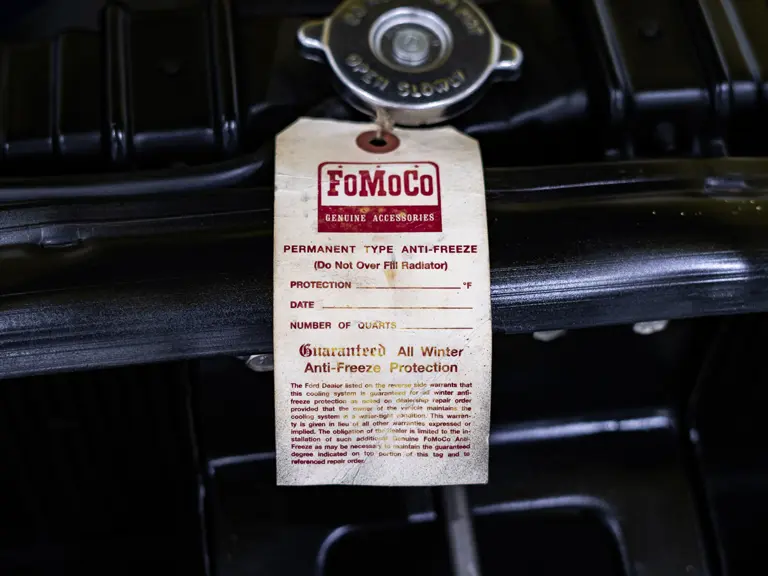 OPEN SLOWLY
FoMoCo
GENUINE ACCESSORIES
PERMANENT TYPE ANTI-FREEZE
(Do Not Over Fill Radiator)
PROTECTION °F
DATE
NUMBER OF QUARTS
Guaranteed All Winter
Anti-Freeze Protection
The Ford Dealer listed on the reverse side warrants that
this cooling system is guaranteed for all winter anti-
freeze protection as noted on dealership repair order
provided that the owner of the vehicle maintains the
cooling system in a water-tight condition. This warran-
ty is given in lieu of all other warranties expressed or
implied. The obligation of the dealer is limited to the in-
stallation of such additional Genuine FoMoCo Anti-
Freeze as may be necessary to maintain the guaranteed
degree indicated on top portion of this tag and to
referenced repair order.